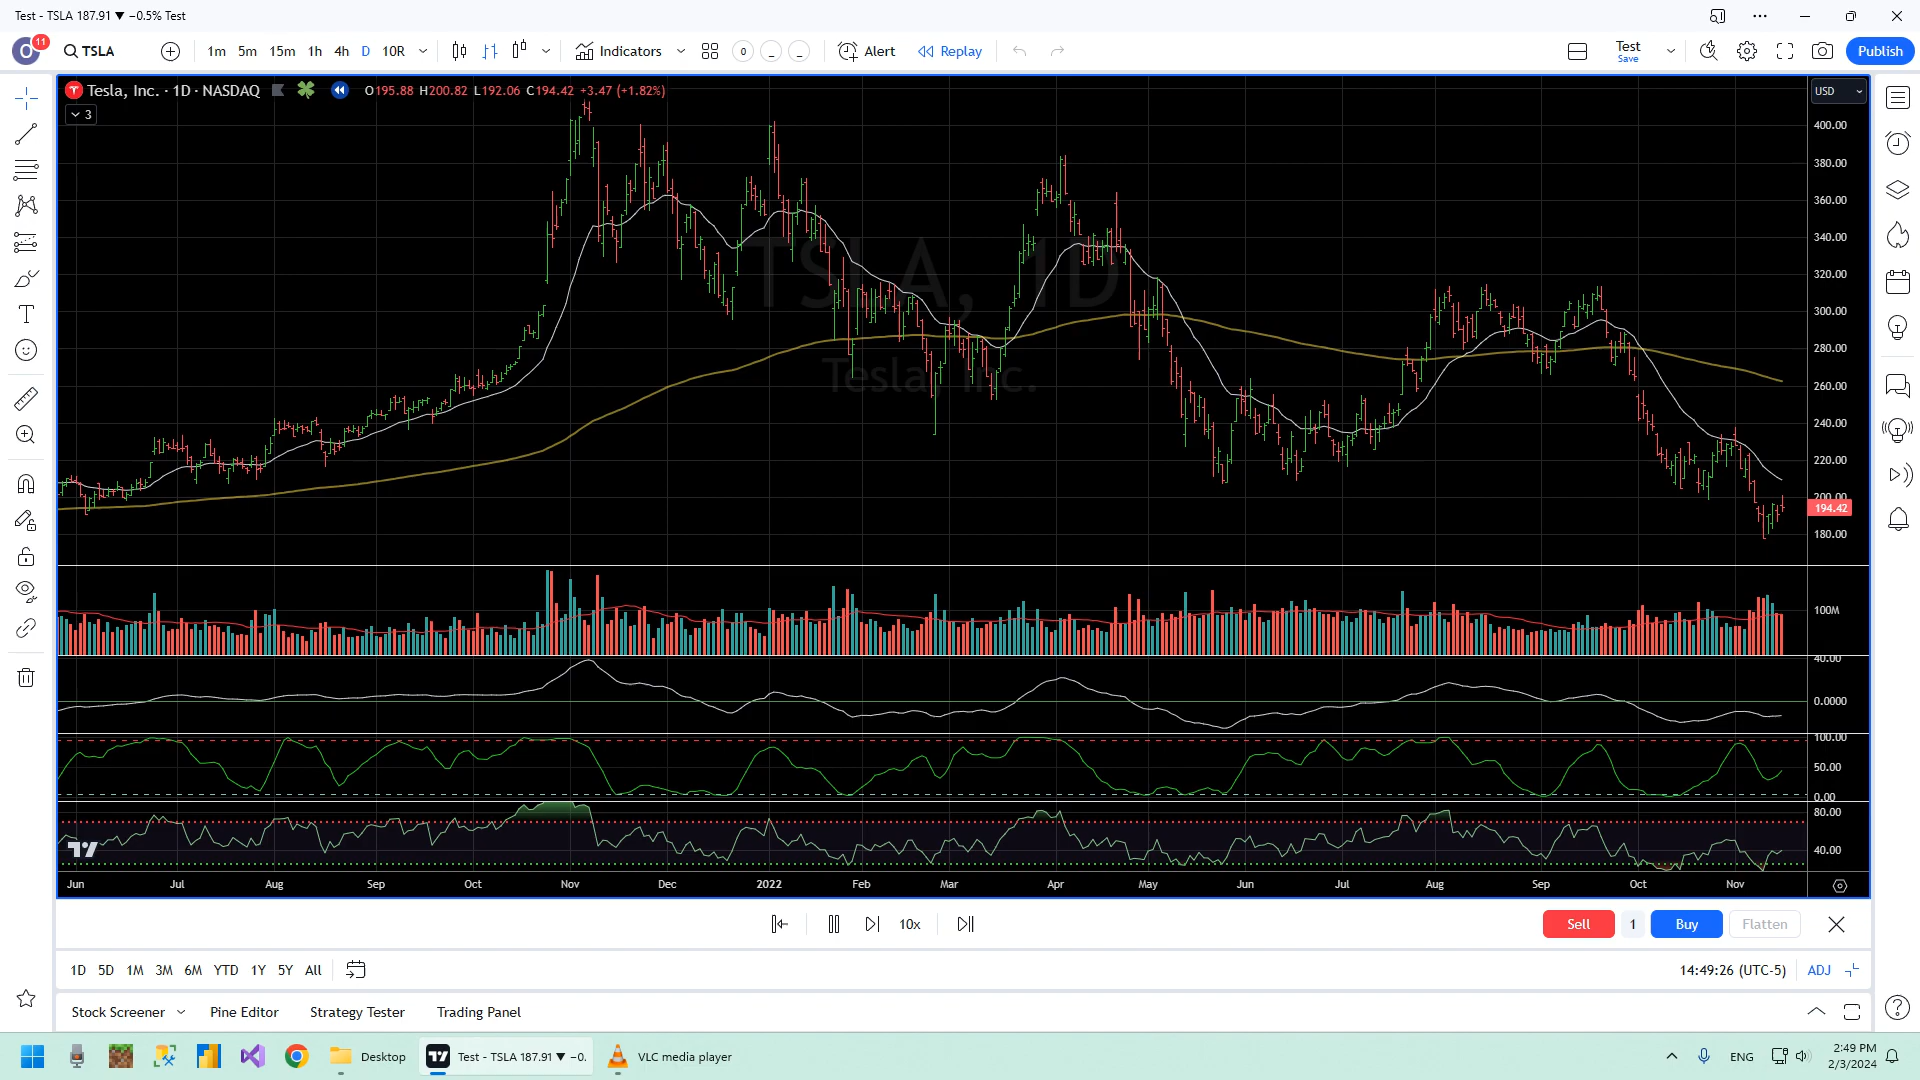 Test - TSLA 187.91 ▼ −0.5% Test
O 11 TSLA 1m 5m 15m 1h 4h D 10R Indicators 0 Alert Replay Test Save Publish
Tesla, Inc. · 1D · NASDAQ O195.88 H200.82 L192.06 C194.42 +3.47 (+1.82%)
USD
3
TSLA, 1D
Tesla, Inc.
400.00
380.00
360.00
340.00
320.00
300.00
280.00
260.00
240.00
220.00
200.00
194.42
180.00
100M
40.00
0.0000
100.00
50.00
0.00
80.00
40.00
Jun Jul Aug Sep Oct Nov Dec 2022 Feb Mar Apr May Jun Jul Aug Sep Oct Nov
10x Sell 1 Buy Flatten
1D 5D 1M 3M 6M YTD 1Y 5Y All 14:49:26 (UTC-5) ADJ
Stock Screener Pine Editor Strategy Tester Trading Panel
Desktop Test - TSLA 187.91 ▼ −0. VLC media player ENG 2:49 PM
2/3/2024